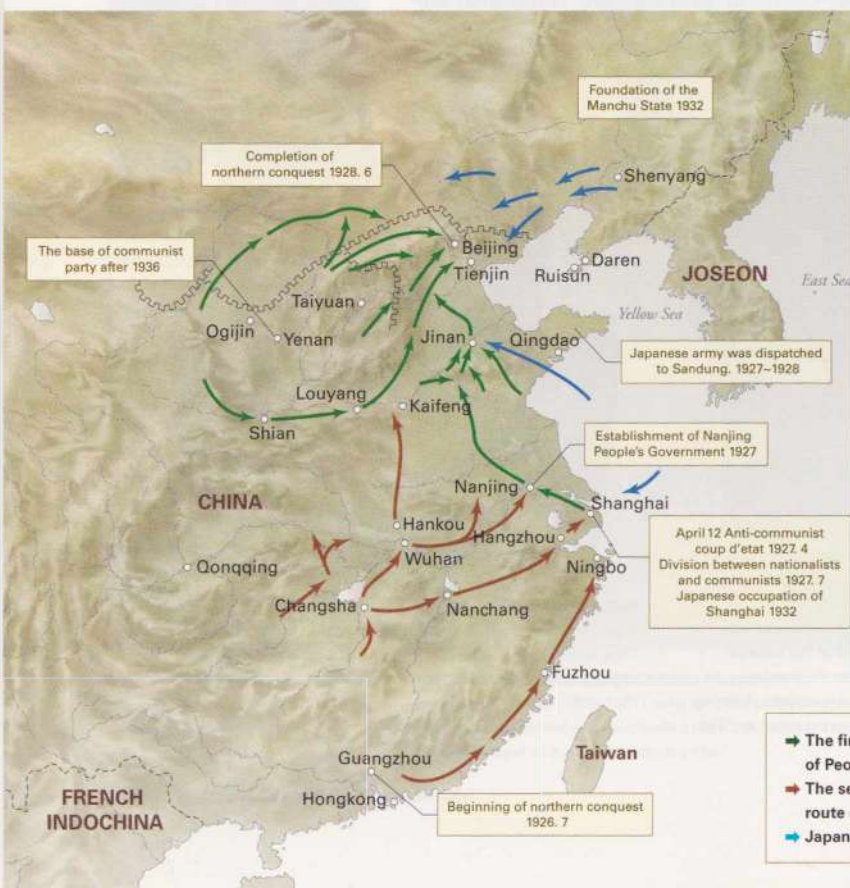 Foundation of the
Manchu State 1932
Completion of
northern conquest 1928. 6
Shenyang
The base of communist
party after 1936
Beijing
Tienjin
Daren
Ruisun
JOSEON
East Sea
Taiyuan
Ogijin
Yenan
Yellow Sea
Jinan
Qingdao
Japanese army was dispatched
to Sandung. 1927~1928
Louyang
Kaifeng
Shian
Establishment of Nanjing
People's Government 1927
Nanjing
CHINA
Shanghai
Hankou
Hangzhou
Wuhan
April 12 Anti-communist
coup d'etat 1927. 4
Division between nationalists
and communists 1927. 7
Japanese occupation of
Shanghai 1932
Qonqqing
Ningbo
Changsha
Nanchang
Fuzhou
Taiwan
Guangzhou
Hongkong
FRENCH
INDOCHINA
Beginning of northern conquest
1926. 7
The
of
The
route